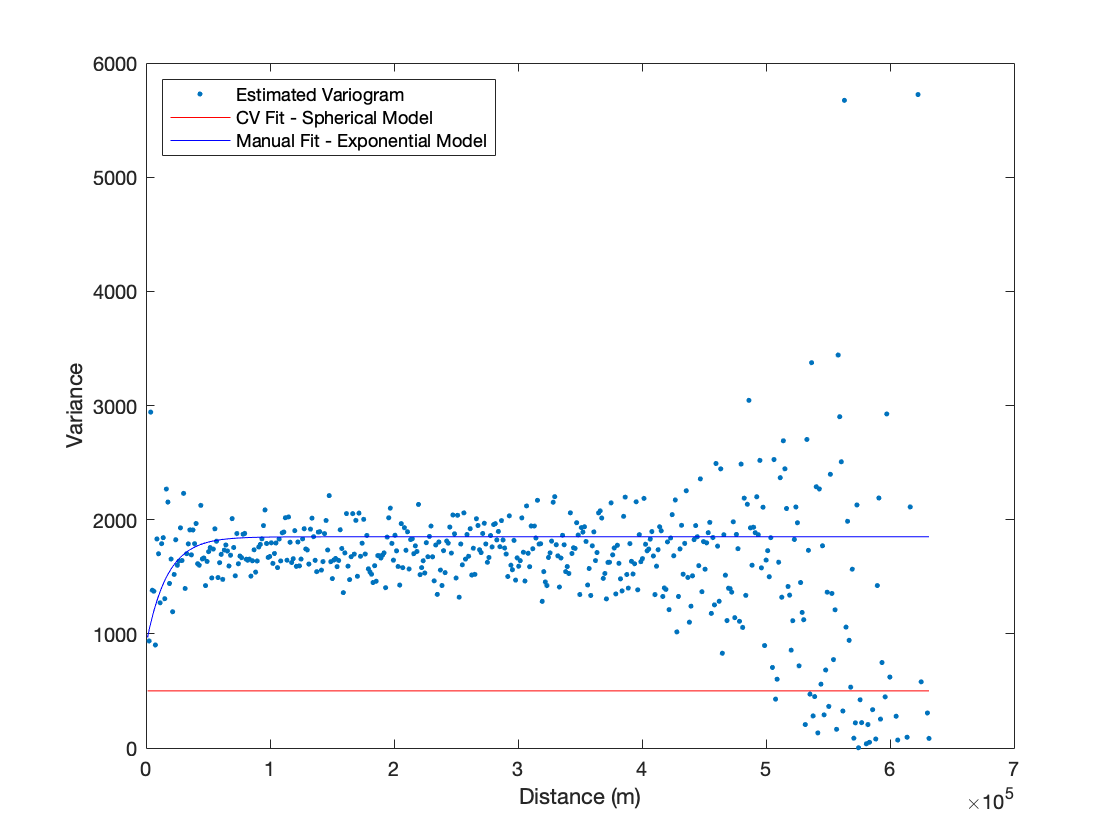 6000
5000
4000
3000
2000
1000
0
Variance
Estimated Variogram
CV Fit - Spherical Model
Manual Fit - Exponential Model
0 1 2 3 4 5 6 7
Distance (m)
×10⁵